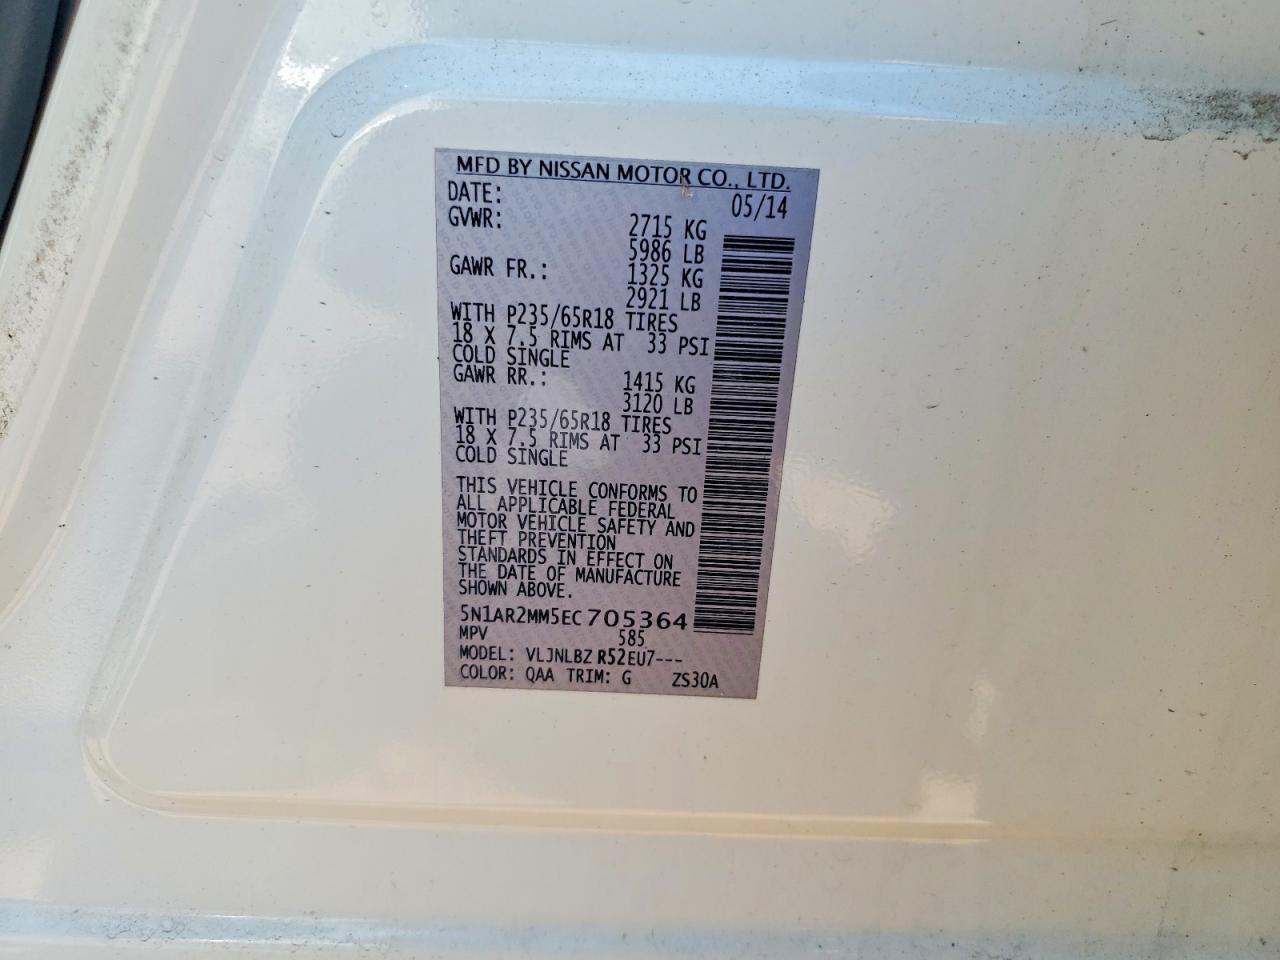 MFD BY NISSAN MOTOR CO., LTD.
DATE: 05/14
GVWR: 2715 KG
5986 LB
GAWR FR.: 1325 KG
2921 LB
WITH P235/65R18 TIRES
18 X 7.5 RIMS AT 33 PSI
COLD SINGLE
GAWR RR.: 1415 KG
3120 LB
WITH P235/65R18 TIRES
18 X 7.5 RIMS AT 33 PSI
COLD SINGLE
THIS VEHICLE CONFORMS TO
ALL APPLICABLE FEDERAL
MOTOR VEHICLE SAFETY AND
THEFT PREVENTION
STANDARDS IN EFFECT ON
THE DATE OF MANUFACTURE
SHOWN ABOVE.
5N1AR2MM5EC705364
MPV 585
MODEL: VLJNLBZ R52EU7---
COLOR: QAA TRIM: G ZS30A